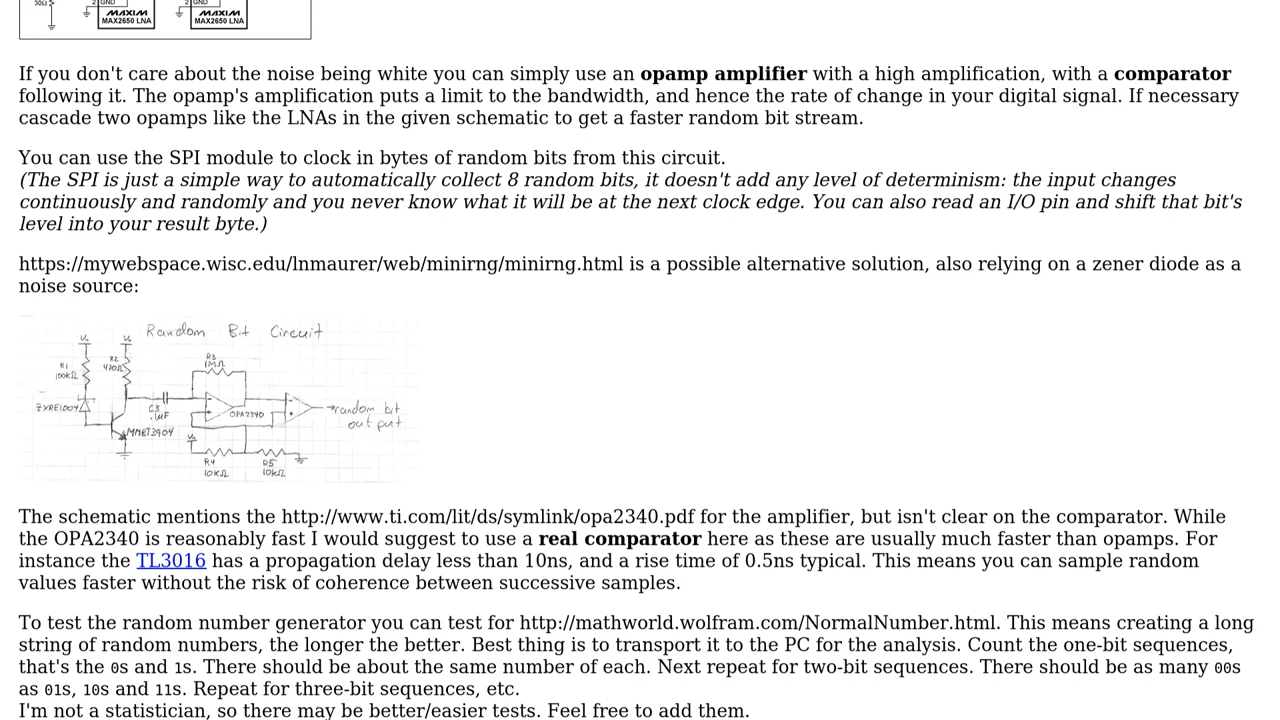 30Ω
2 GND
2 GND
MAXIM
MAXIM
MAX2650 LNA
MAX2650 LNA
If you don't care about the noise being white you can simply use an opamp amplifier with a high amplification, with a comparator
following it. The opamp's amplification puts a limit to the bandwidth, and hence the rate of change in your digital signal. If necessary
cascade two opamps like the LNAs in the given schematic to get a faster random bit stream.
You can use the SPI module to clock in bytes of random bits from this circuit.
(The SPI is just a simple way to automatically collect 8 random bits, it doesn't add any level of determinism: the input changes
continuously and randomly and you never know what it will be at the next clock edge. You can also read an I/O pin and shift that bit's
level into your result byte.)
https://mywebspace.wisc.edu/lnmaurer/web/minirng/minirng.html is a possible alternative solution, also relying on a zener diode as a
noise source:
Random Bit Circuit
R3
1MΩ
R1
100kΩ
R2
470Ω
ZXRE1004
C3
.1uF
OPA2340
→random bit
out put
MMBT3904
R4
10KΩ
R5
10kΩ
The schematic mentions the http://www.ti.com/lit/ds/symlink/opa2340.pdf for the amplifier, but isn't clear on the comparator. While
the OPA2340 is reasonably fast I would suggest to use a real comparator here as these are usually much faster than opamps. For
instance the TL3016 has a propagation delay less than 10ns, and a rise time of 0.5ns typical. This means you can sample random
values faster without the risk of coherence between successive samples.
To test the random number generator you can test for http://mathworld.wolfram.com/NormalNumber.html. This means creating a long
string of random numbers, the longer the better. Best thing is to transport it to the PC for the analysis. Count the one-bit sequences,
that's the 0s and 1s. There should be about the same number of each. Next repeat for two-bit sequences. There should be as many 00s
as 01s, 10s and 11s. Repeat for three-bit sequences, etc.
I'm not a statistician, so there may be better/easier tests. Feel free to add them.